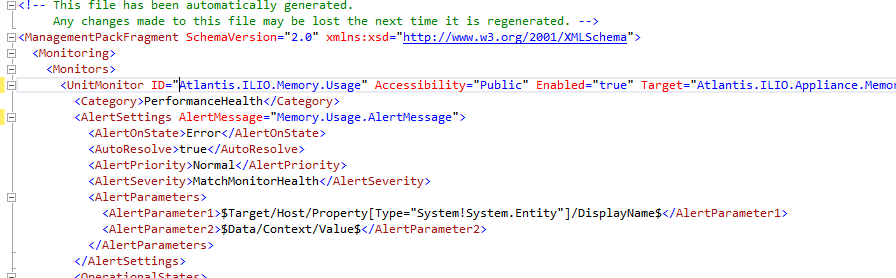 <!-- This file has been automatically generated.
Any changes made to this file may be lost the next time it is regenerated. -->
<ManagementPackFragment SchemaVersion="2.0" xmlns:xsd="http://www.w3.org/2001/XMLSchema">
<Monitoring>
<Monitors>
<UnitMonitor ID="Atlantis.ILIO.Memory.Usage" Accessibility="Public" Enabled="true" Target="Atlantis.ILIO.Appliance.Memor
<Category>PerformanceHealth</Category>
<AlertSettings AlertMessage="Memory.Usage.AlertMessage">
<AlertOnState>Error</AlertOnState>
<AutoResolve>true</AutoResolve>
<AlertPriority>Normal</AlertPriority>
<AlertSeverity>MatchMonitorHealth</AlertSeverity>
<AlertParameters>
<AlertParameter1>$Target/Host/Property[Type="System!System.Entity"]/DisplayName$</AlertParameter1>
<AlertParameter2>$Data/Context/Value$</AlertParameter2>
</AlertParameters>
</AlertSettings>
<OperationalStates>